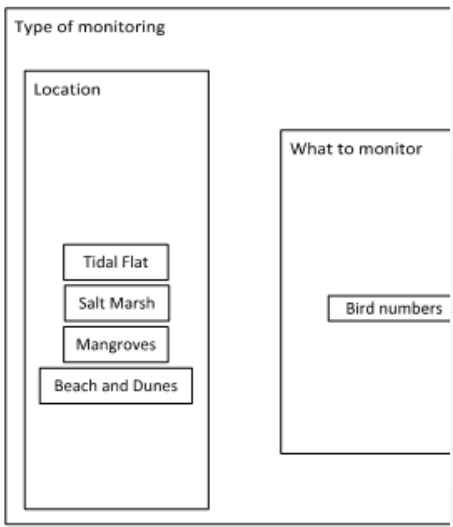 Type of monitoring
Location
What to monitor
Tidal Flat
Salt Marsh
Bird numbers
Mangroves
Beach and Dunes